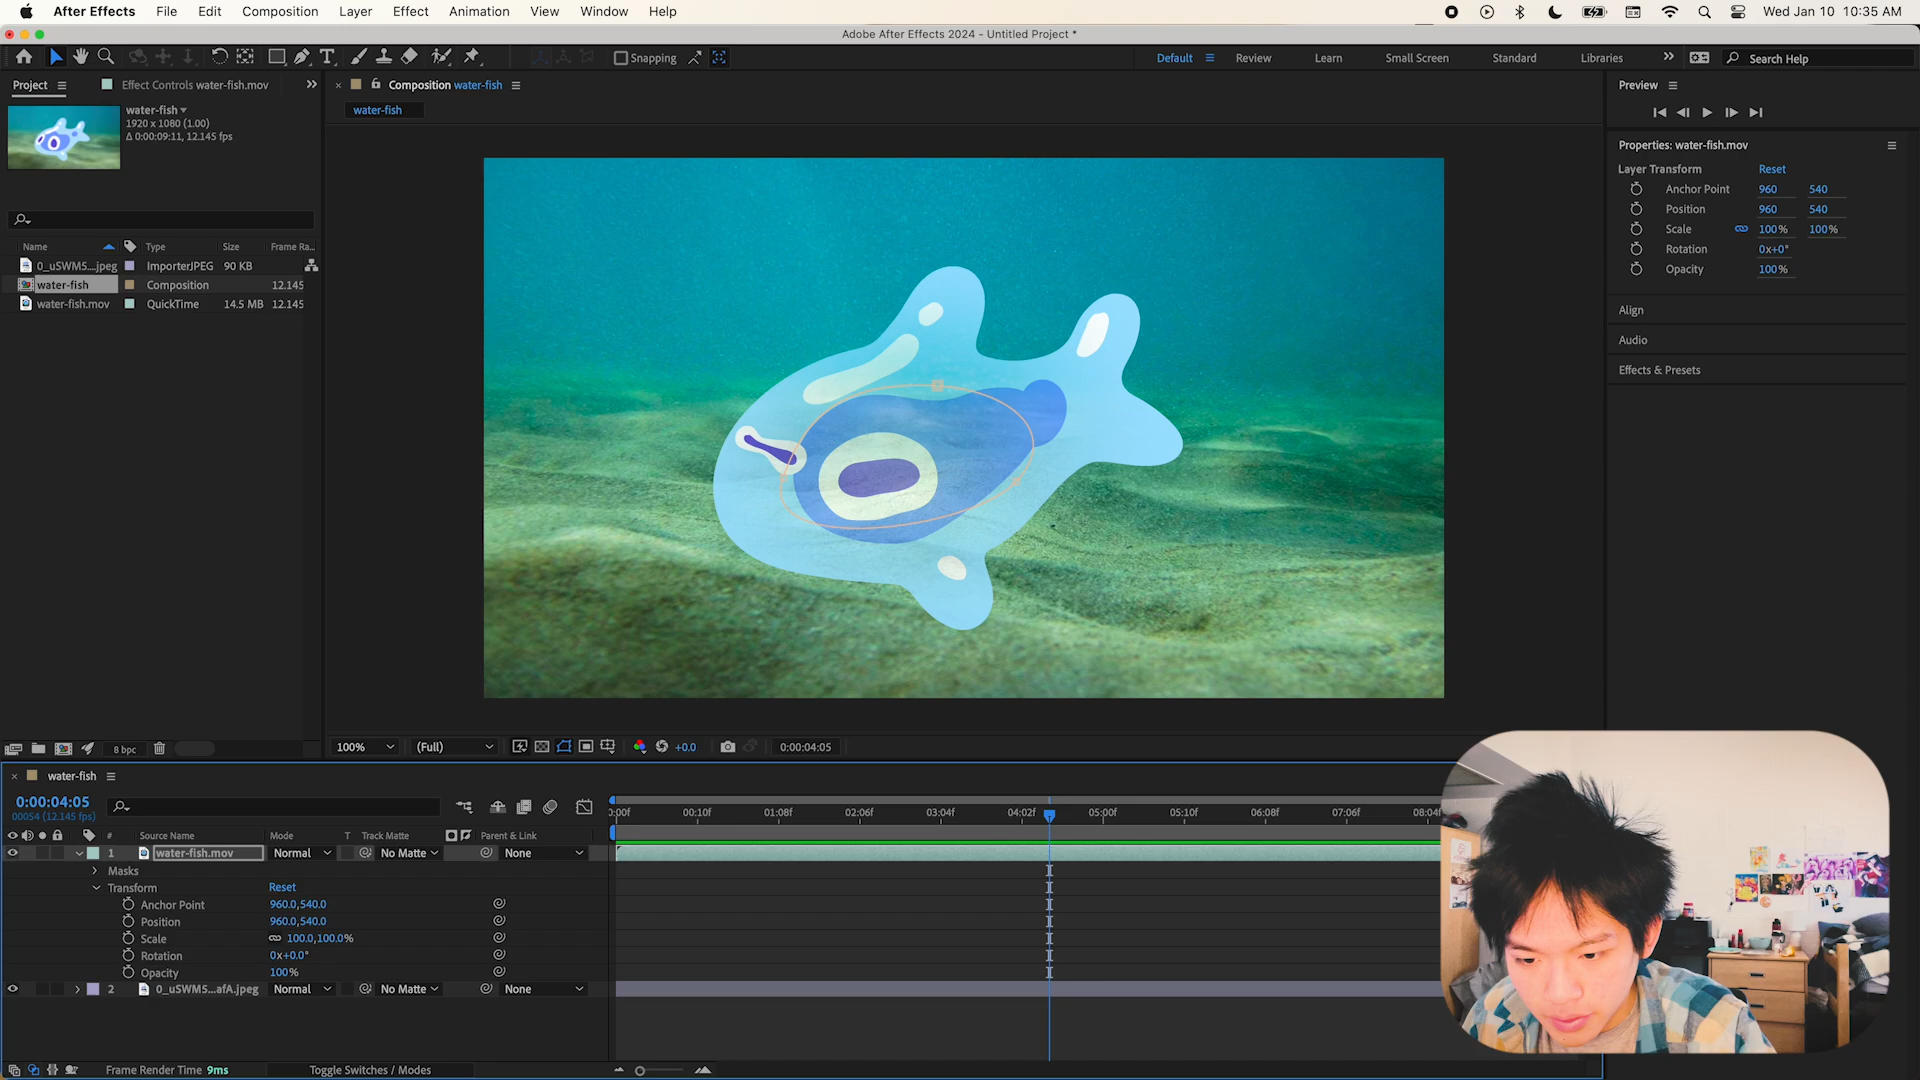 After Effects File Edit Composition Layer Effect Animation View Window Help Wed Jan 10 10:35 AM
Adobe After Effects 2024 - Untitled Project *
Snapping Default Review Learn Small Screen Standard Libraries Search Help
Project Effect Controls water-fish.mov
water-fish
1920 x 1080 (1.00)
Δ 0:00:09:11, 12.145 fps
Name Type Size Frame Ra...
0_uSWM5....jpeg ImporterJPEG 90 KB
water-fish Composition 12.145
water-fish.mov QuickTime 14.5 MB 12.145
8 bpc
Composition water-fish
water-fish
100% (Full) +0.0 0:00:04:05
Preview
Properties: water-fish.mov
Layer Transform Reset
Anchor Point 960 540
Position 960 540
Scale 100% 100%
Rotation 0x+0°
Opacity 100%
Align
Audio
Effects & Presets
water-fish
0:00:04:05
00054 (12.145 fps)
:00f 00:10f 01:08f 02:06f 03:04f 04:02f 05:00f 05:10f 06:08f 07:06f 08:04f
# Source Name Mode T Track Matte Parent & Link
1 water-fish.mov Normal No Matte None
Masks
Transform Reset
Anchor Point 960.0,540.0
Position 960.0,540.0
Scale 100.0,100.0%
Rotation 0x+0.0°
Opacity 100%
2 0_uSWM5...afA.jpeg Normal No Matte None
Frame Render Time 9ms Toggle Switches / Modes